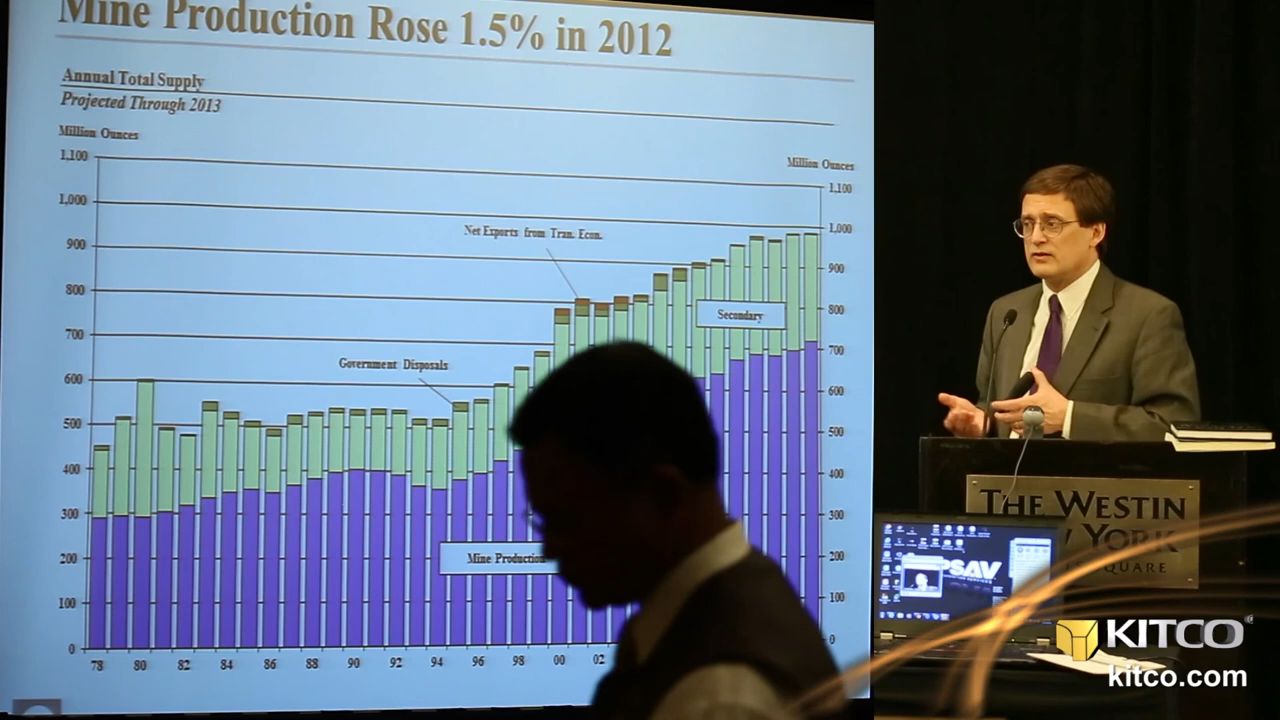 Mine Production Rose 1.5% in 2012
Annual Total Supply
Projected Through 2013
Million Ounces
Million Ounces
1,100
1,000
900
800
700
600
500
400
300
200
100
0
1,100
1,000
900
800
700
600
500
400
300
200
100
0
Net Exports from Tran. Econ.
Secondary
Government Disposals
Mine Production
78 80 82 84 86 88 90 92 94 96 98 00 02
THE WESTIN
YORK
SQUARE
PSAV
KITCO
kitco.com